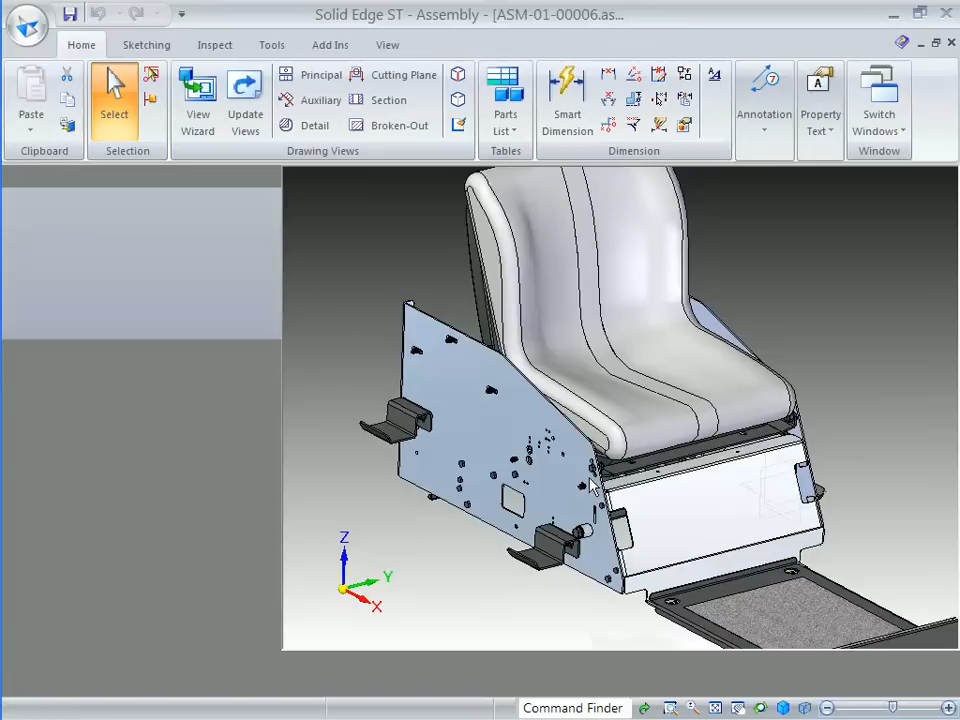 Solid Edge ST - Assembly - [ASM-01-00006.as...
Home Sketching Inspect Tools Add Ins View
Paste
Select
View Wizard
Update Views
Principal
Auxiliary
Detail
Cutting Plane
Section
Broken-Out
Parts List
Smart Dimension
Annotation
Property Text
Switch Windows
Clipboard Selection Drawing Views Tables Dimension Window
Z
Y
X
Command Finder